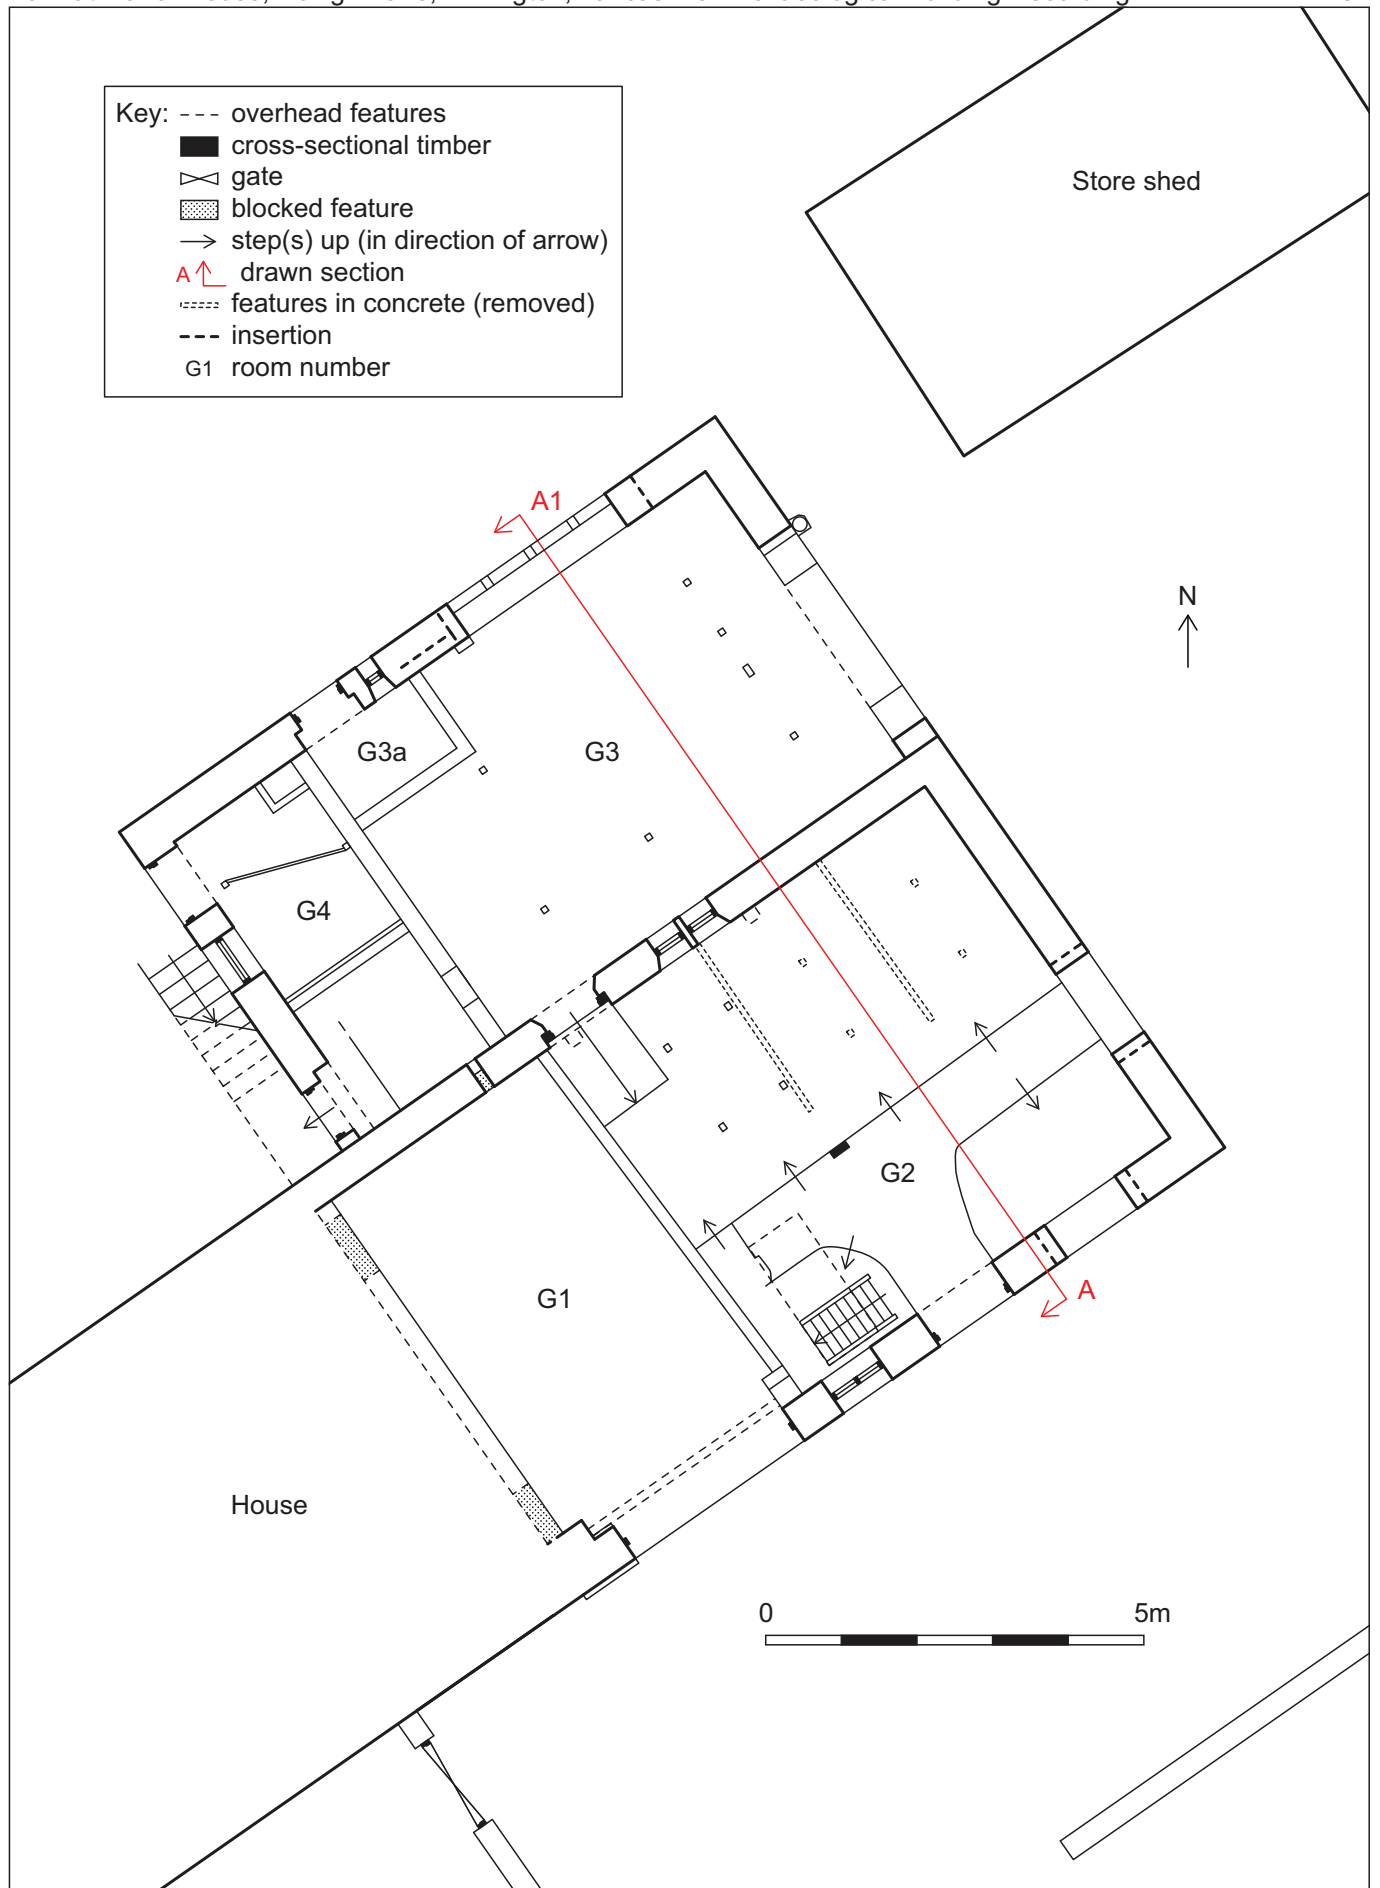 Key:
overhead features
cross-sectional timber
gate
blocked feature
step(s) up (in direction of arrow)
A drawn section
features in concrete (removed)
insertion
G1 room number
Store shed
A1
N
G3a
G3
G4
G2
G1
A
House
0 5m